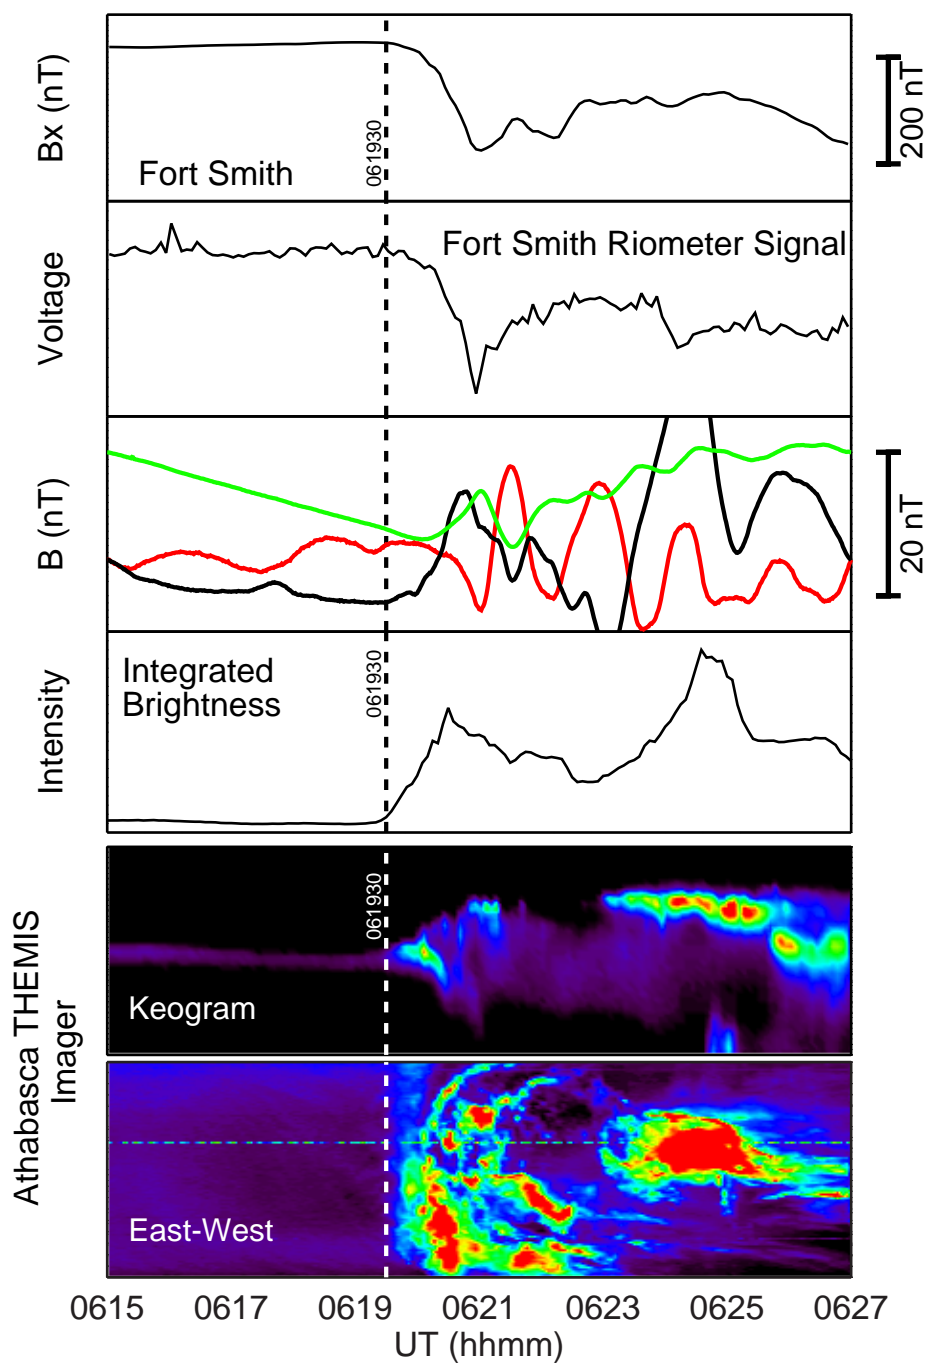 Bx (nT)
Fort Smith
061930
200 nT
Voltage
Fort Smith Riometer Signal
B (nT)
20 nT
Intensity
Integrated
Brightness
061930
Athabasca THEMIS
Imager
061930
Keogram
East-West
0615 0617 0619 0621 0623 0625 0627
UT (hhmm)